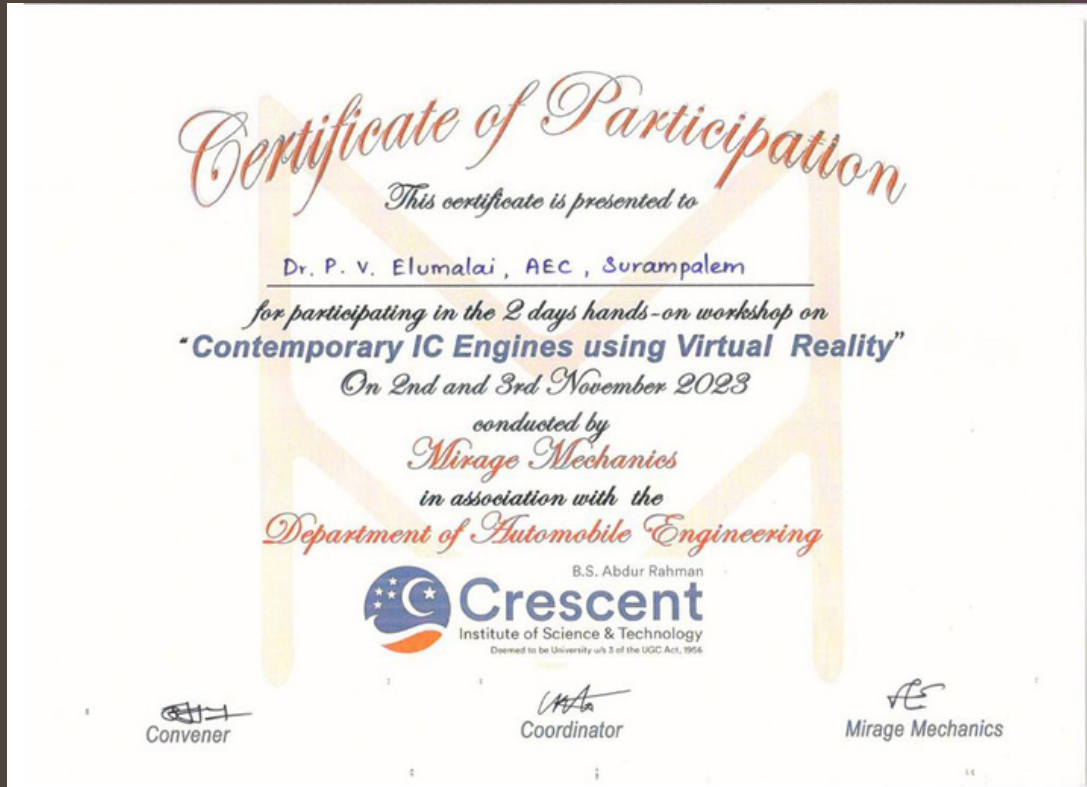 Certificate of Participation
This certificate is presented to
Dr. P. V. Elumalai, AEC, Surampalem
for participating in the 2 days hands-on workshop on
"Contemporary IC Engines using Virtual Reality"
On 2nd and 3rd November 2023
conducted by
Mirage Mechanics
in association with the
Department of Automobile Engineering
B.S. Abdur Rahman
Crescent
Institute of Science & Technology
Deemed to be University u/s 3 of the UGC Act, 1956
Convener
Coordinator
Mirage Mechanics